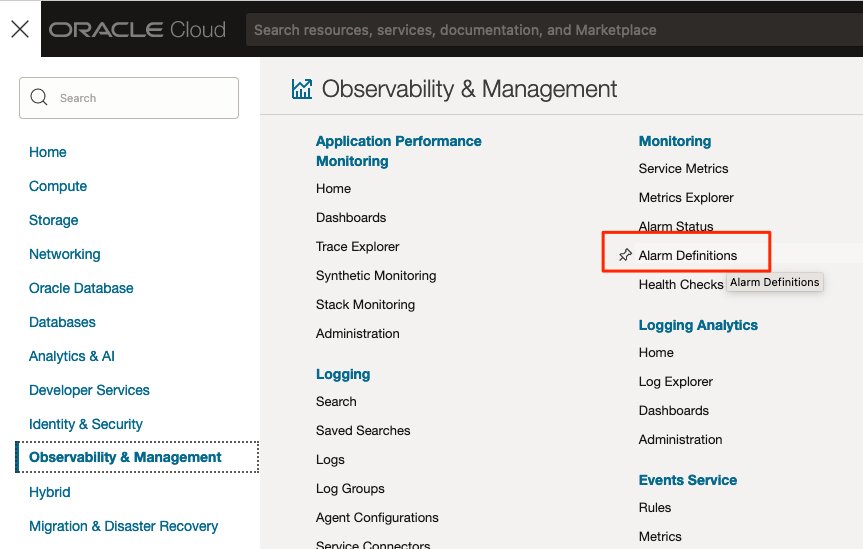 ORACLE Cloud
Search resources, services, documentation, and Marketplace
Search
Home
Compute
Storage
Networking
Oracle Database
Databases
Analytics & AI
Developer Services
Identity & Security
Observability & Management
Hybrid
Migration & Disaster Recovery
Observability & Management
Application Performance
Monitoring
Home
Dashboards
Trace Explorer
Synthetic Monitoring
Stack Monitoring
Administration
Logging
Search
Saved Searches
Logs
Log Groups
Agent Configurations
Service Connectors
Monitoring
Service Metrics
Metrics Explorer
Alarm Status
Alarm Definitions
Health Checks
Alarm Definitions
Logging Analytics
Home
Log Explorer
Dashboards
Administration
Events Service
Rules
Metrics